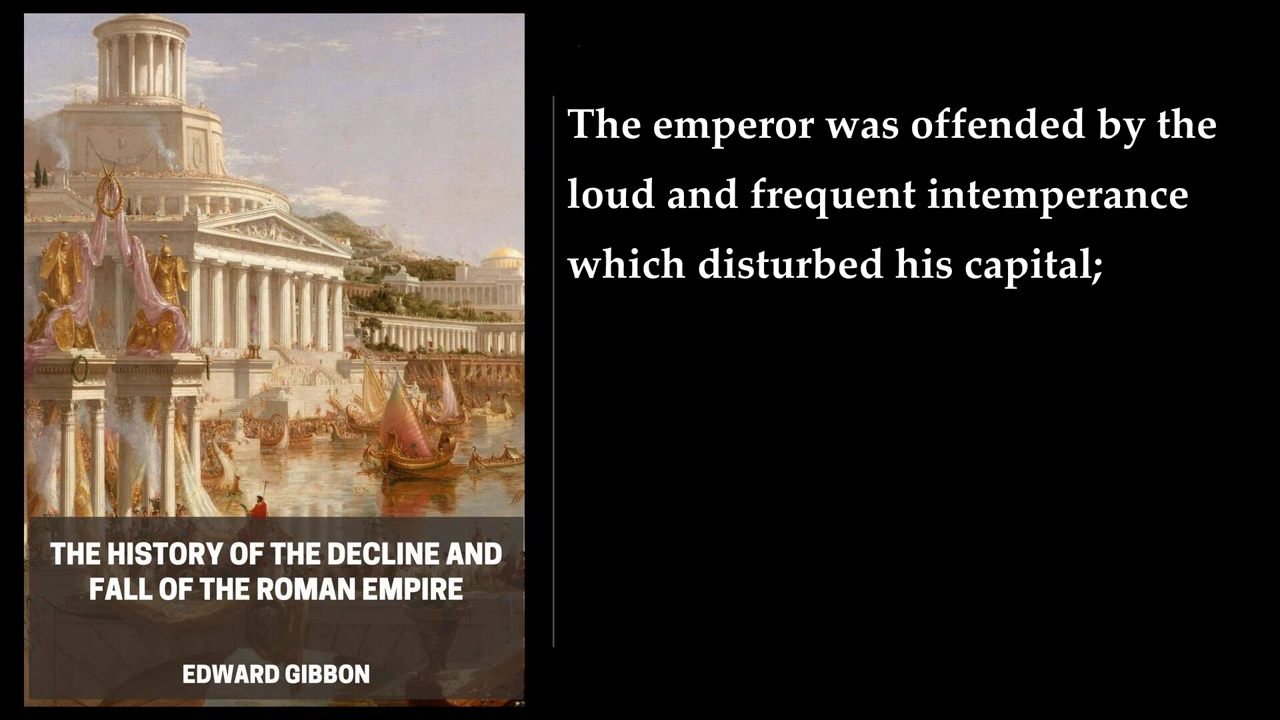 THE HISTORY OF THE DECLINE AND
FALL OF THE ROMAN EMPIRE
EDWARD GIBBON
The emperor was offended by the
loud and frequent intemperance
which disturbed his capital;